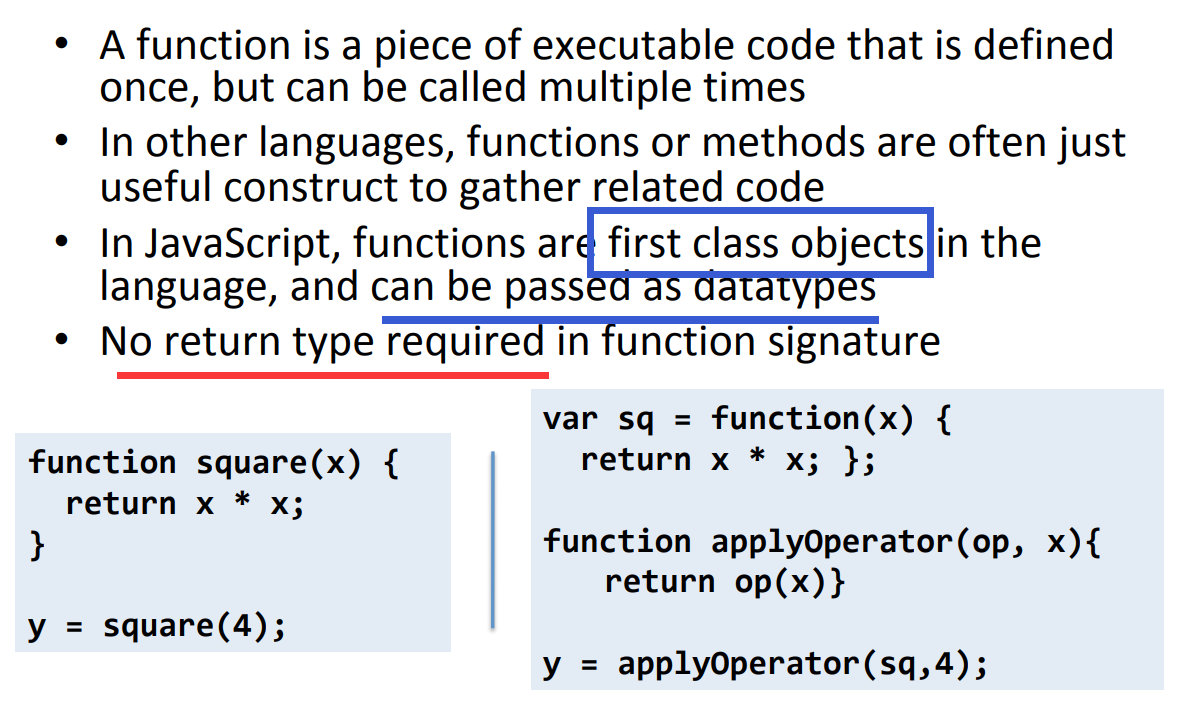 • A function is a piece of executable code that is defined
once, but can be called multiple times
• In other languages, functions or methods are often just
useful construct to gather related code
• In JavaScript, functions are first class objects in the
language, and can be passed as datatypes
• No return type required in function signature
function square(x) {
  return x * x;
}
y = square(4);
var sq = function(x) {
  return x * x; };
function applyOperator(op, x){
   return op(x)}
y = applyOperator(sq,4);